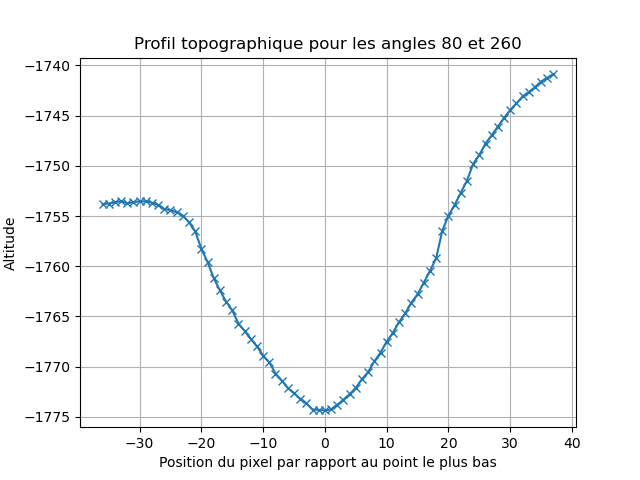 Profil topographique pour les angles 80 et 260
−1740
−1745
−1750
−1755
−1760
−1765
−1770
−1775
Altitude
−30 −20 −10 0 10 20 30 40
Position du pixel par rapport au point le plus bas